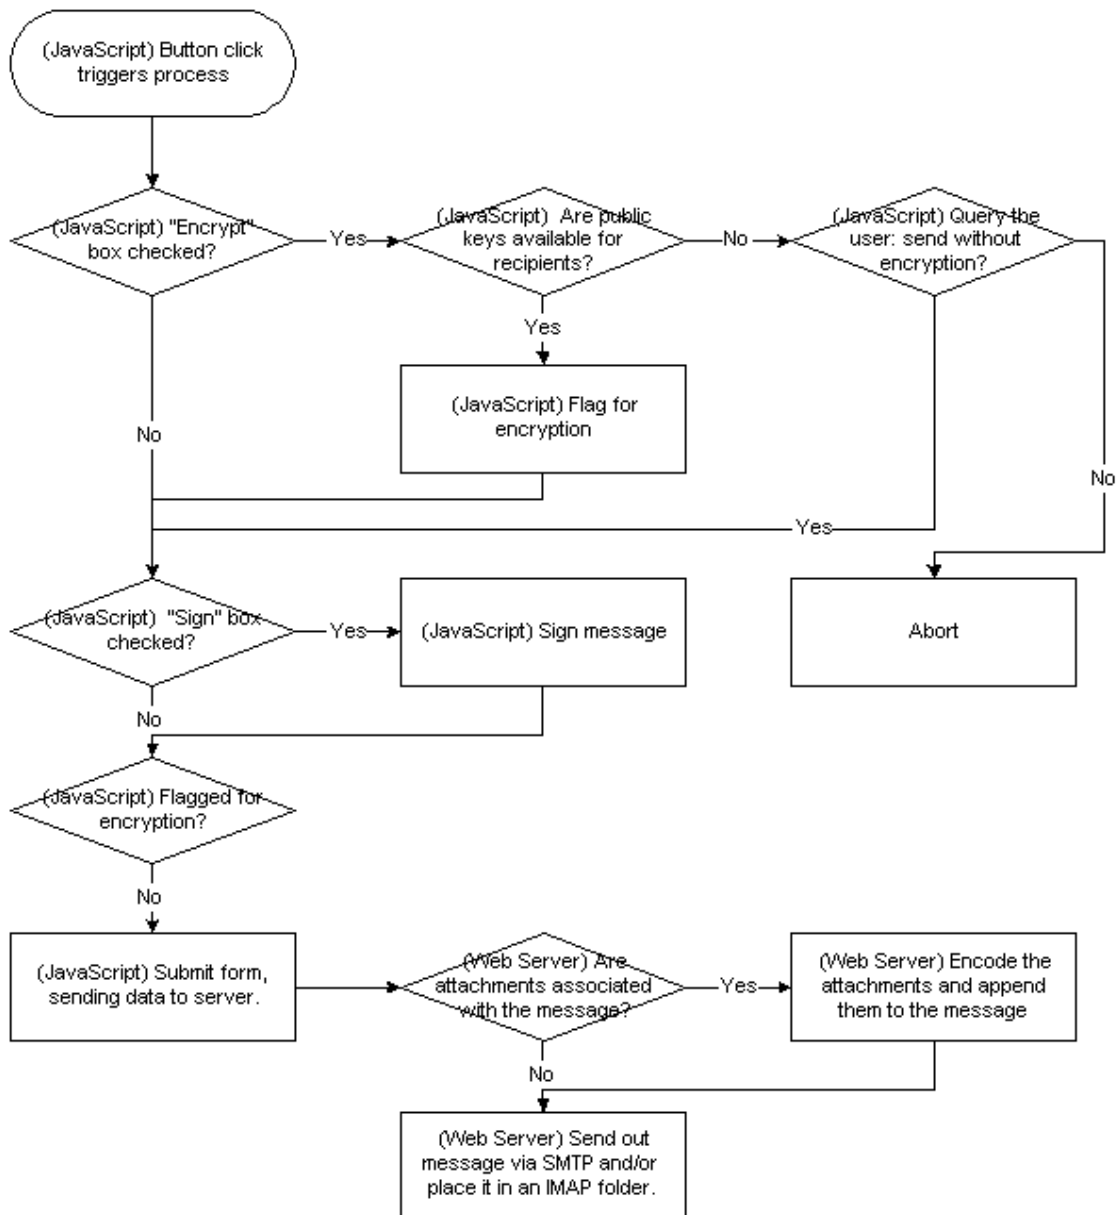 (JavaScript) Button click
triggers process
(JavaScript) "Encrypt"
box checked?
Yes
(JavaScript)  Are public
keys available for
recipients?
No
(JavaScript) Query the
user: send without
encryption?
Yes
(JavaScript) Flag for
encryption
No
No
Yes
(JavaScript)  "Sign" box
checked?
Yes
(JavaScript) Sign message
Abort
No
(JavaScript) Flagged for
encryption?
No
(JavaScript) Submit form,
sending data to server.
(Web Server) Are
attachments associated
with the message?
Yes
(Web Server) Encode the
attachments and append
them to the message
No
(Web Server) Send out
message via SMTP and/or
place it in an IMAP folder.